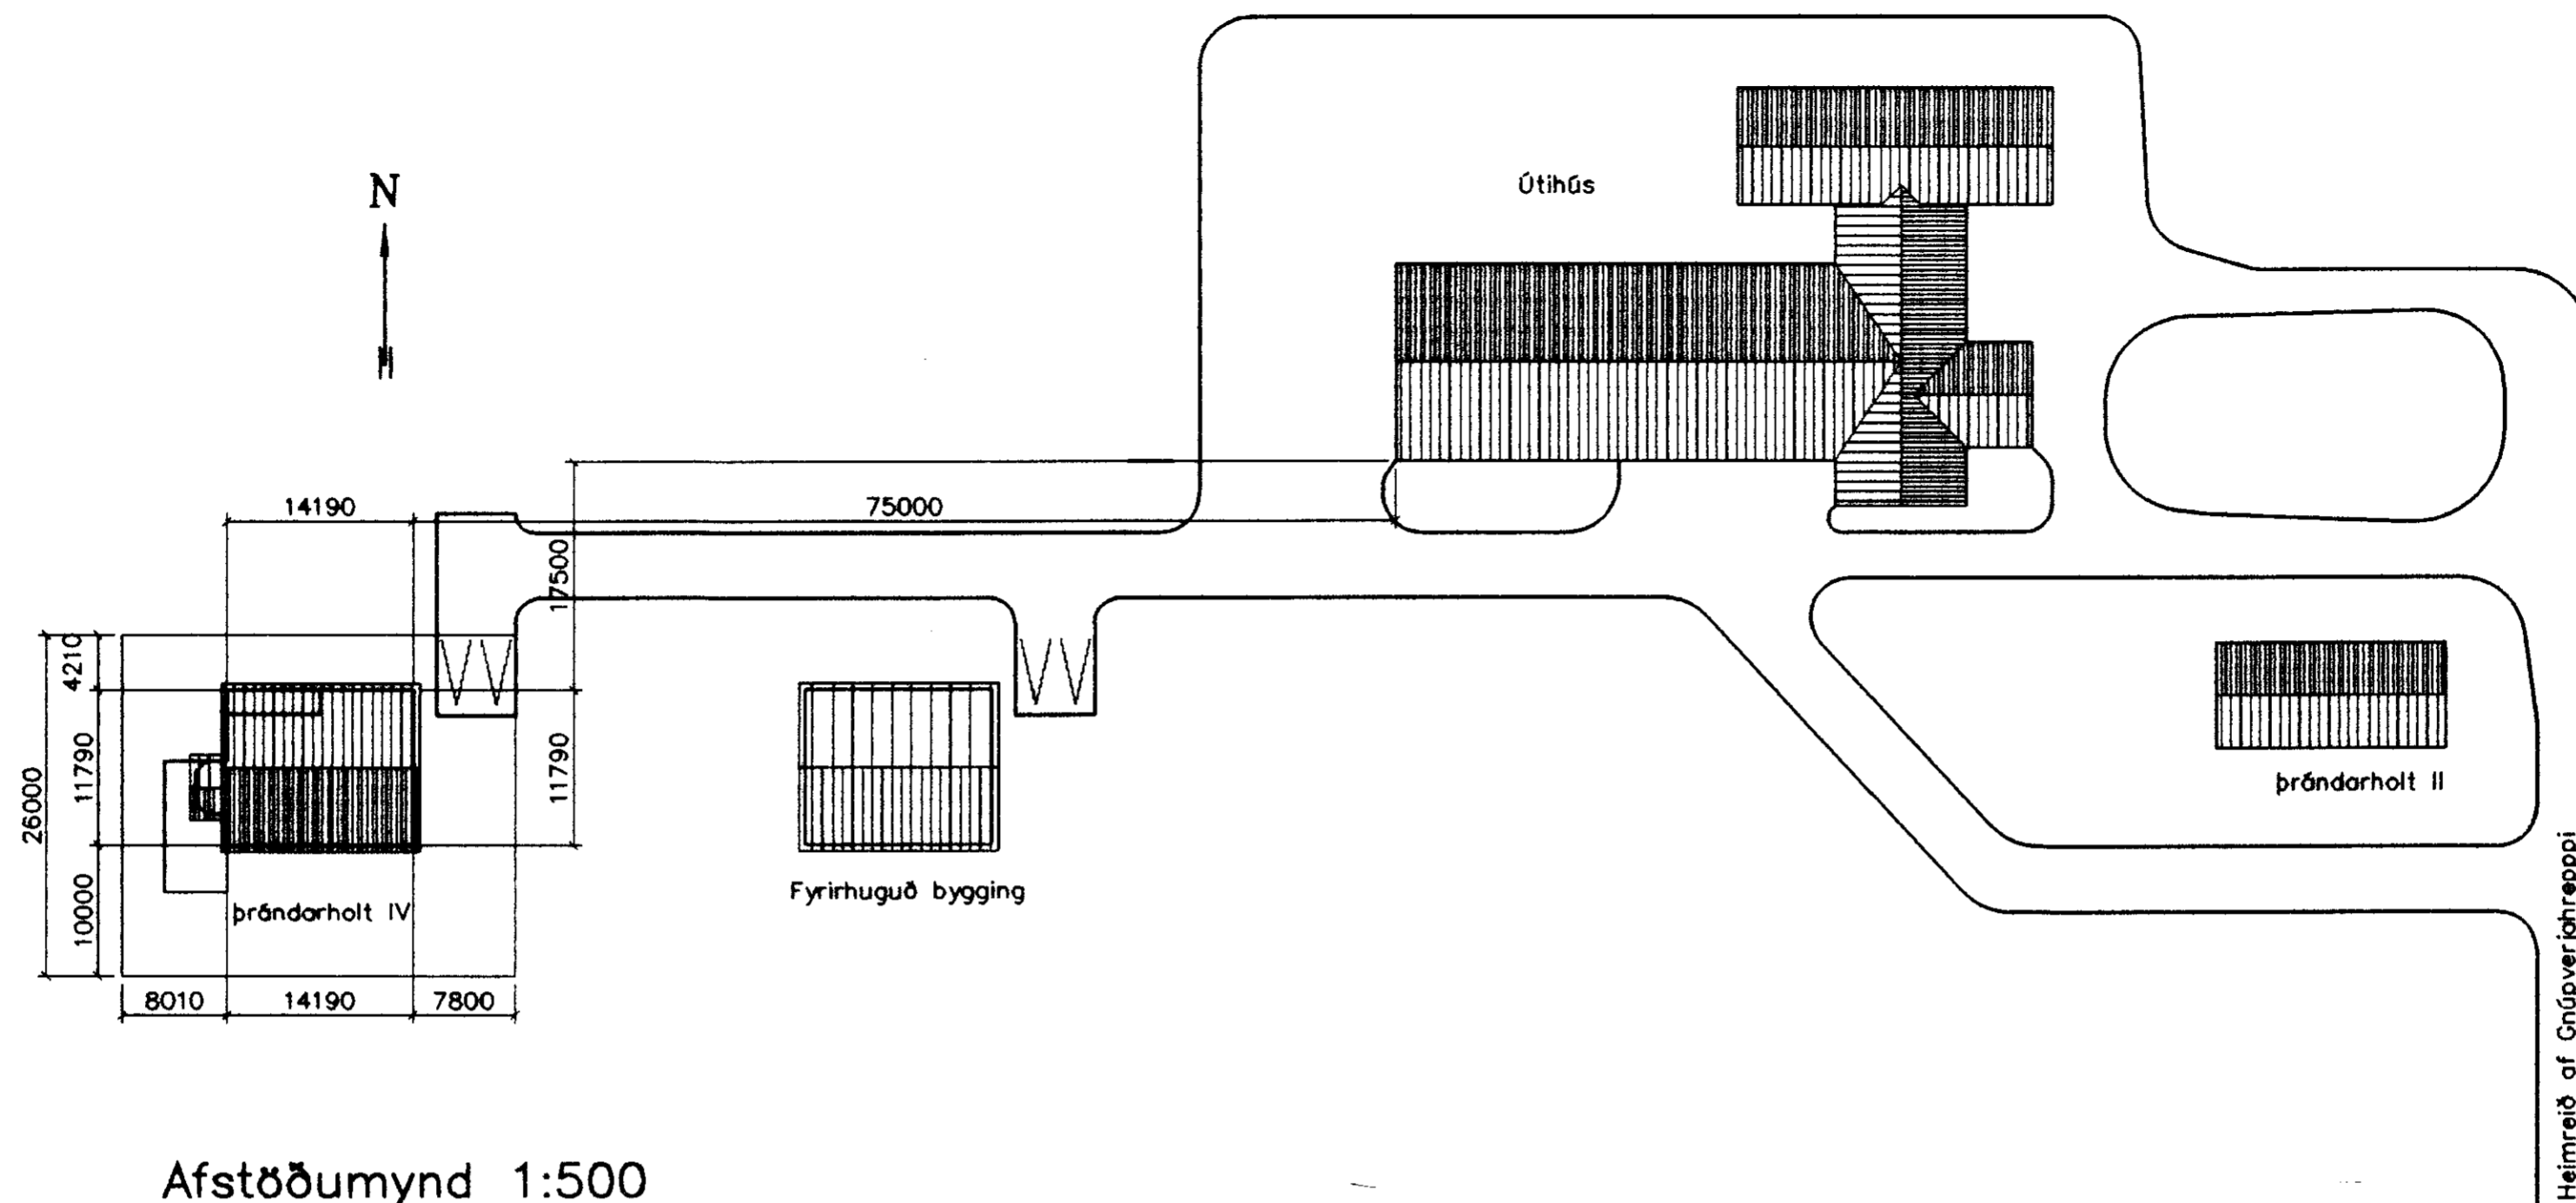 N
Útihús
14190
75000
17500
4210
11790
11790
26000
10000
þrándarholt IV
Fyrirhuguð bygging
þrándarholt II
8010
14190
7800
Heimreið af Gnúpverjahreppi
Afstöðumynd 1:500